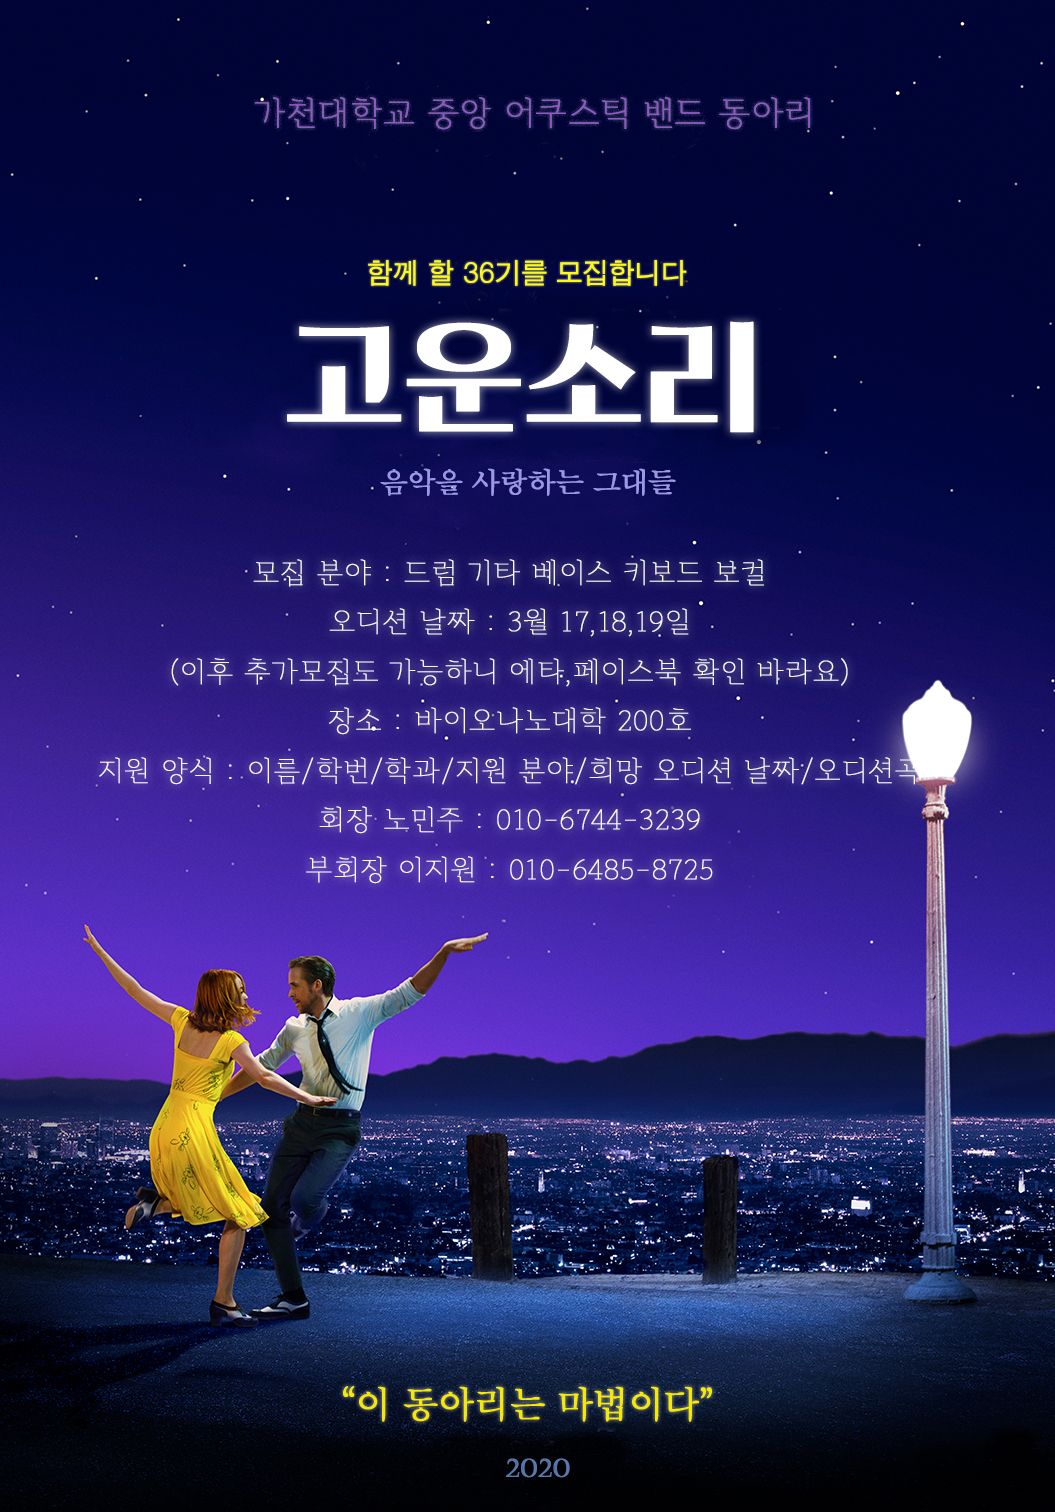 가천대학교 중앙 어쿠스틱 밴드 동아리
함께 할 36기를 모집합니다
고운소리
음악을 사랑하는 그대들
모집 분야 : 드럼 기타 베이스 키보드 보컬
오디션 날짜 : 3월 17,18,19일
(이후 추가모집도 가능하니 에타,페이스북 확인 바라요)
장소 : 바이오나노대학 200호
지원 양식 : 이름/학번/학과/지원 분야/희망 오디션 날짜/오디션곡
회장 노민주 : 010-6744-3239
부회장 이지원 : 010-6485-8725
“이 동아리는 마법이다”
2020